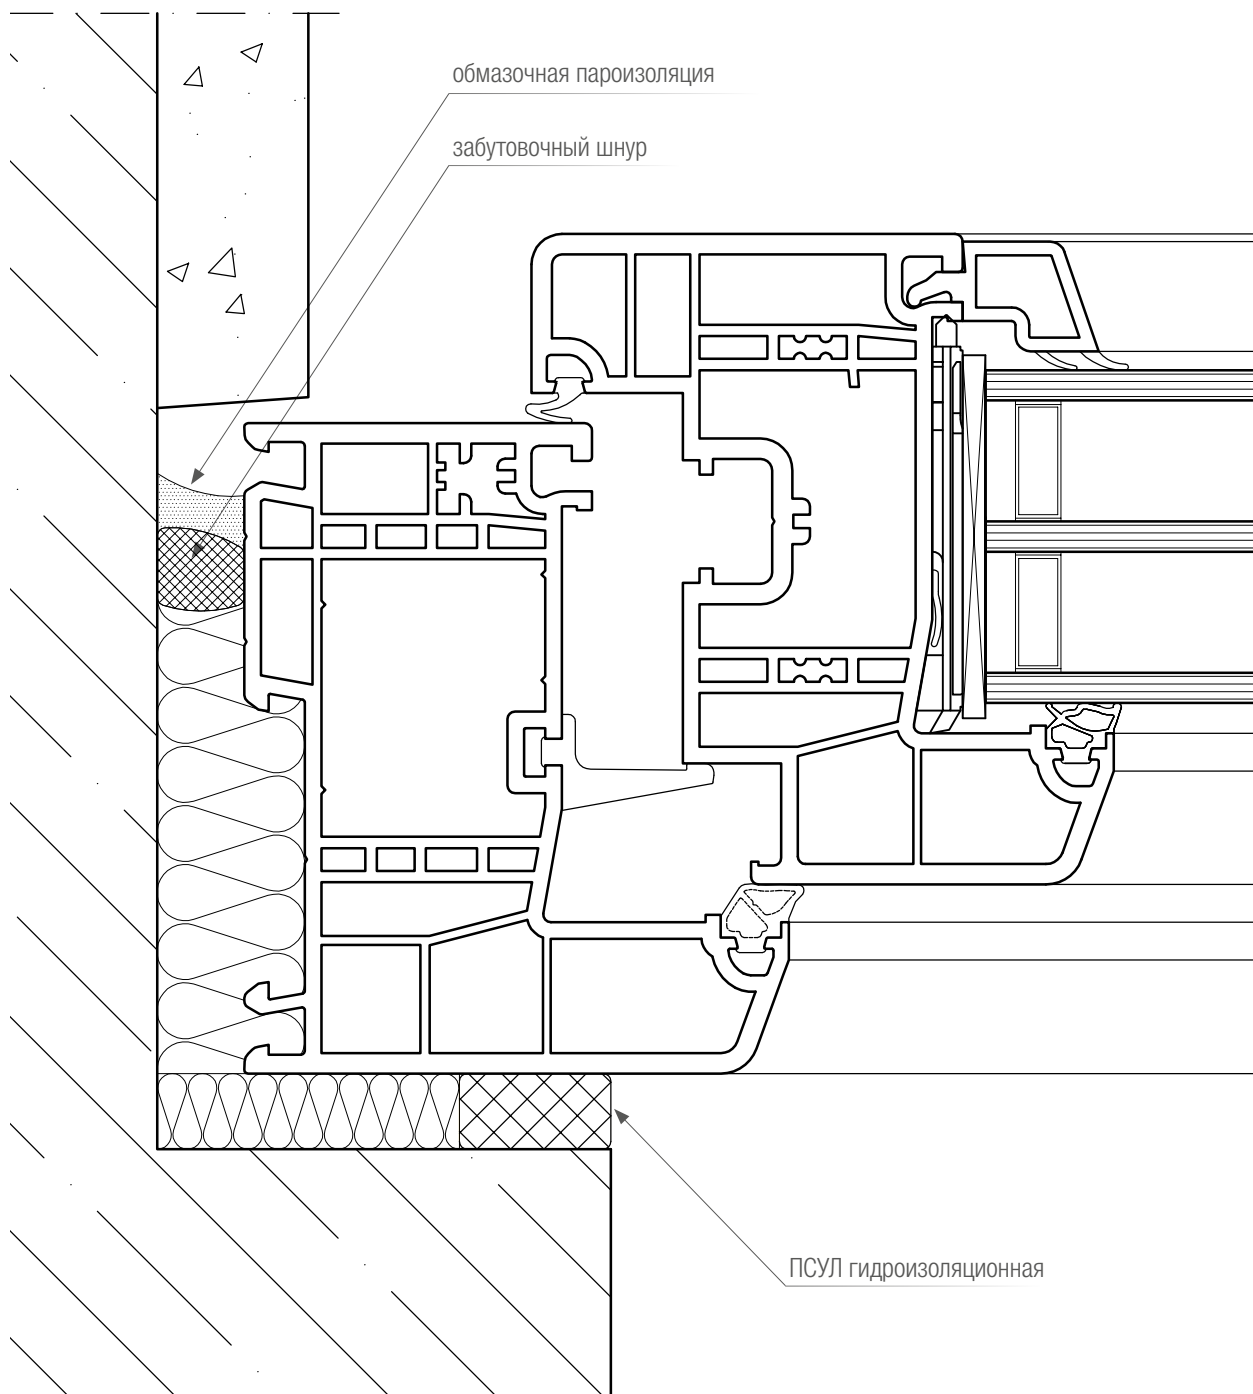 обмазочная пароизоляция
забутовочный шнур
ПСУЛ гидроизоляционная